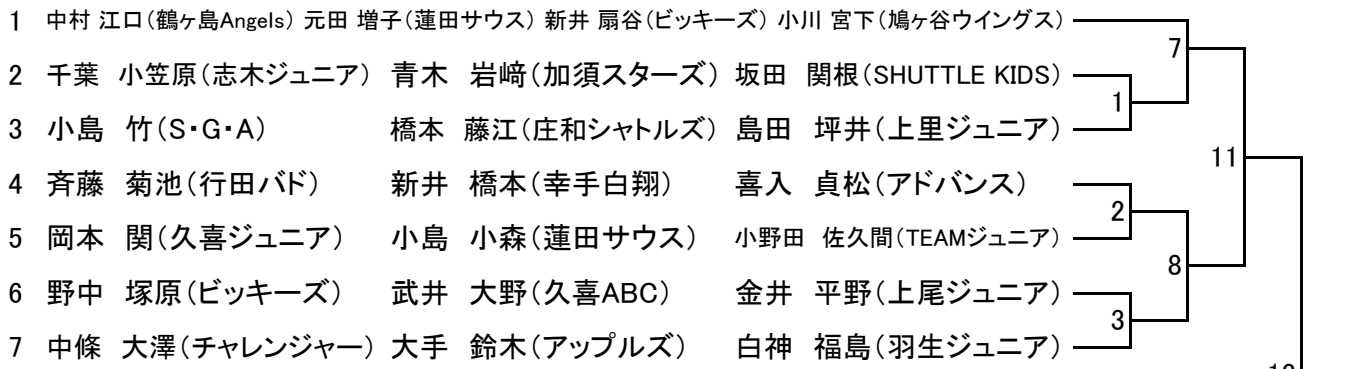 1 中村 江口(鶴ヶ島Angels) 元田 増子(蓮田サウス) 新井 扇谷(ビッキーズ) 小川 宮下(鳩ヶ谷ウイングス)
7
2 千葉 小笠原(志木ジュニア) 青木 岩﨑(加須スターズ) 坂田 関根(SHUTTLE KIDS)
1
3 小島 竹(S・G・A) 橋本 藤江(庄和シャトルズ) 島田 坪井(上里ジュニア)
11
4 斉藤 菊池(行田バド) 新井 橋本(幸手白翔) 喜入 貞松(アドバンス)
2
5 岡本 関(久喜ジュニア) 小島 小森(蓮田サウス) 小野田 佐久間(TEAMジュニア)
8
6 野中 塚原(ビッキーズ) 武井 大野(久喜ABC) 金井 平野(上尾ジュニア)
3
7 中條 大澤(チャレンジャー) 大手 鈴木(アップルズ) 白神 福島(羽生ジュニア)